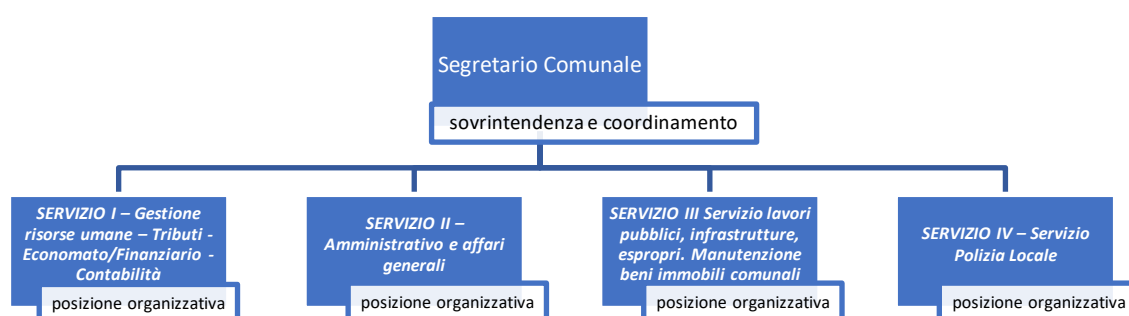 Segretario Comunale
sovrintendenza e coordinamento
SERVIZIO I – Gestione
risorse umane – Tributi -
Economato/Finanziario -
Contabilità
posizione organizzativa
SERVIZIO II –
Amministrativo e affari
generali
posizione organizzativa
SERVIZIO III Servizio lavori
pubblici, infrastrutture,
espropri. Manutenzione
beni immobili comunali
posizione organizzativa
SERVIZIO IV – Servizio
Polizia Locale
posizione organizzativa